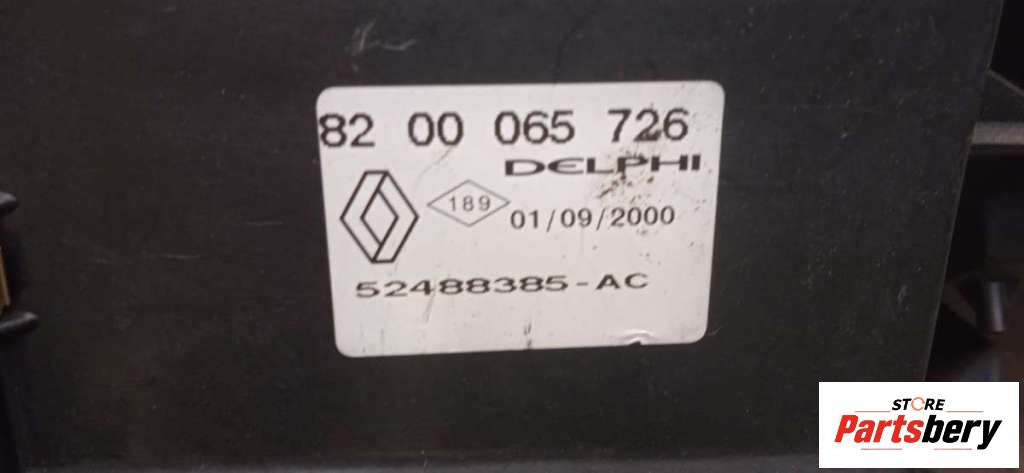 82 00 065 726
DELPHI
189
01/09/2000
52488385-AC
STORE
Partsbery